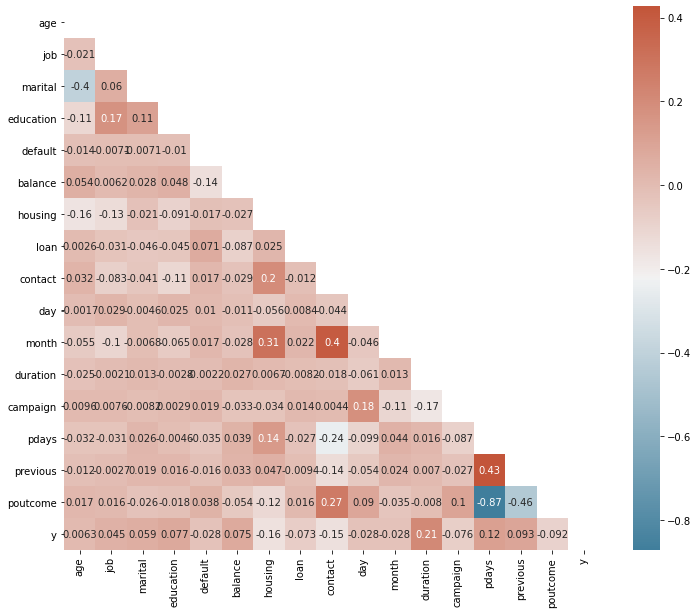 age
job -0.021
marital -0.4 0.06
education -0.11 0.17 0.11
default -0.014 -0.0071 -0.0071 -0.01
balance 0.054 0.0062 0.028 0.048 -0.14
housing -0.16 -0.13 -0.021 -0.091 -0.017 -0.027
loan -0.0026 -0.031 -0.046 -0.045 0.071 -0.087 0.025
contact 0.032 -0.083 -0.041 -0.11 0.017 -0.029 0.2 -0.012
day -0.0017 0.029 -0.0046 0.025 0.01 -0.011 -0.056 0.0084 -0.044
month -0.055 -0.1 -0.0068 -0.065 0.017 -0.028 0.31 0.022 0.4 -0.046
duration -0.025 -0.0021 0.013 -0.0028 -0.0022 0.027 0.0067 -0.0082 -0.018 -0.061 0.013
campaign 0.0096 0.0076 -0.0082 0.0029 0.019 -0.033 -0.034 0.014 0.0044 0.18 -0.11 -0.17
pdays -0.032 -0.031 0.026 -0.0046 -0.035 0.039 0.14 -0.027 -0.24 -0.099 0.044 0.016 -0.087
previous -0.012 -0.0027 0.019 0.016 -0.016 0.033 0.047 -0.0094 -0.14 -0.054 0.024 0.007 -0.027 0.43
poutcome 0.017 0.016 -0.026 -0.018 0.038 -0.054 -0.12 0.016 0.27 0.09 -0.035 -0.008 0.1 -0.87 -0.46
y 0.0063 0.045 0.059 0.077 -0.028 0.075 -0.16 -0.073 -0.15 -0.028 -0.028 0.21 -0.076 0.12 0.093 -0.092
age job marital education default balance housing loan contact day month duration campaign pdays previous poutcome y
0.4
0.2
0.0
−0.2
−0.4
−0.6
−0.8